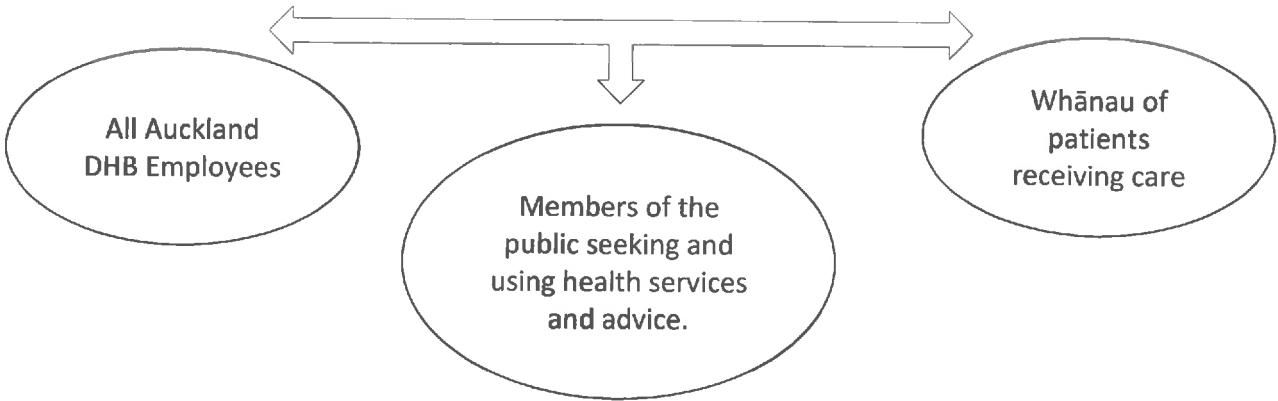 All Auckland
DHB Employees
Members of the
public seeking and
using health services
and advice.
Whānau of
patients
receiving care